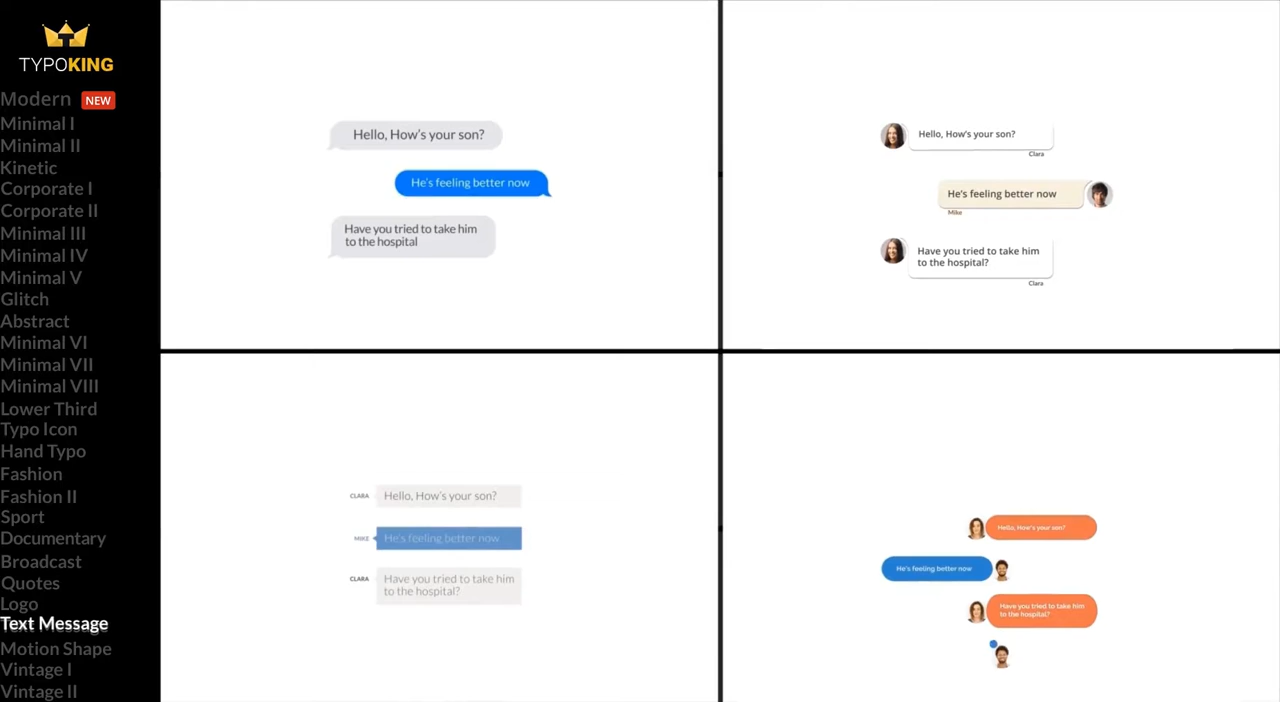 TYPOKING
Modern NEW
Minimal I
Minimal II
Kinetic
Corporate I
Corporate II
Minimal III
Minimal IV
Minimal V
Glitch
Abstract
Minimal VI
Minimal VII
Minimal VIII
Lower Third
Typo Icon
Hand Typo
Fashion
Fashion II
Sport
Documentary
Broadcast
Quotes
Logo
Text Message
Motion Shape
Vintage I
Vintage II
Hello, How's your son?
He's feeling better now
Have you tried to take him
to the hospital
Hello, How's your son?
Clara
He's feeling better now
Mike
Have you tried to take him
to the hospital?
Clara
CLARA Hello, How's your son?
MIKE He's feeling better now
CLARA Have you tried to take him
to the hospital?
Hello, How's your son?
He's feeling better now
Have you tried to take him
to the hospital?